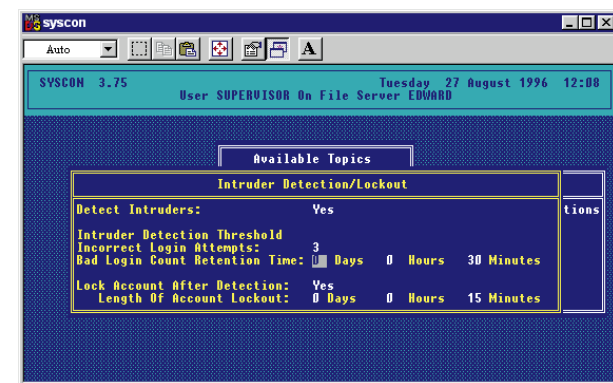 syscon
Auto
A
SYSCON 3.75 Tuesday 27 August 1996 12:08
User SUPERVISOR On File Server EDWARD
Available Topics
Intruder Detection/Lockout
Detect Intruders: Yes
tions
Intruder Detection Threshold
Incorrect Login Attempts: 3
Bad Login Count Retention Time: 0 Days 0 Hours 30 Minutes
Lock Account After Detection: Yes
Length Of Account Lockout: 0 Days 0 Hours 15 Minutes